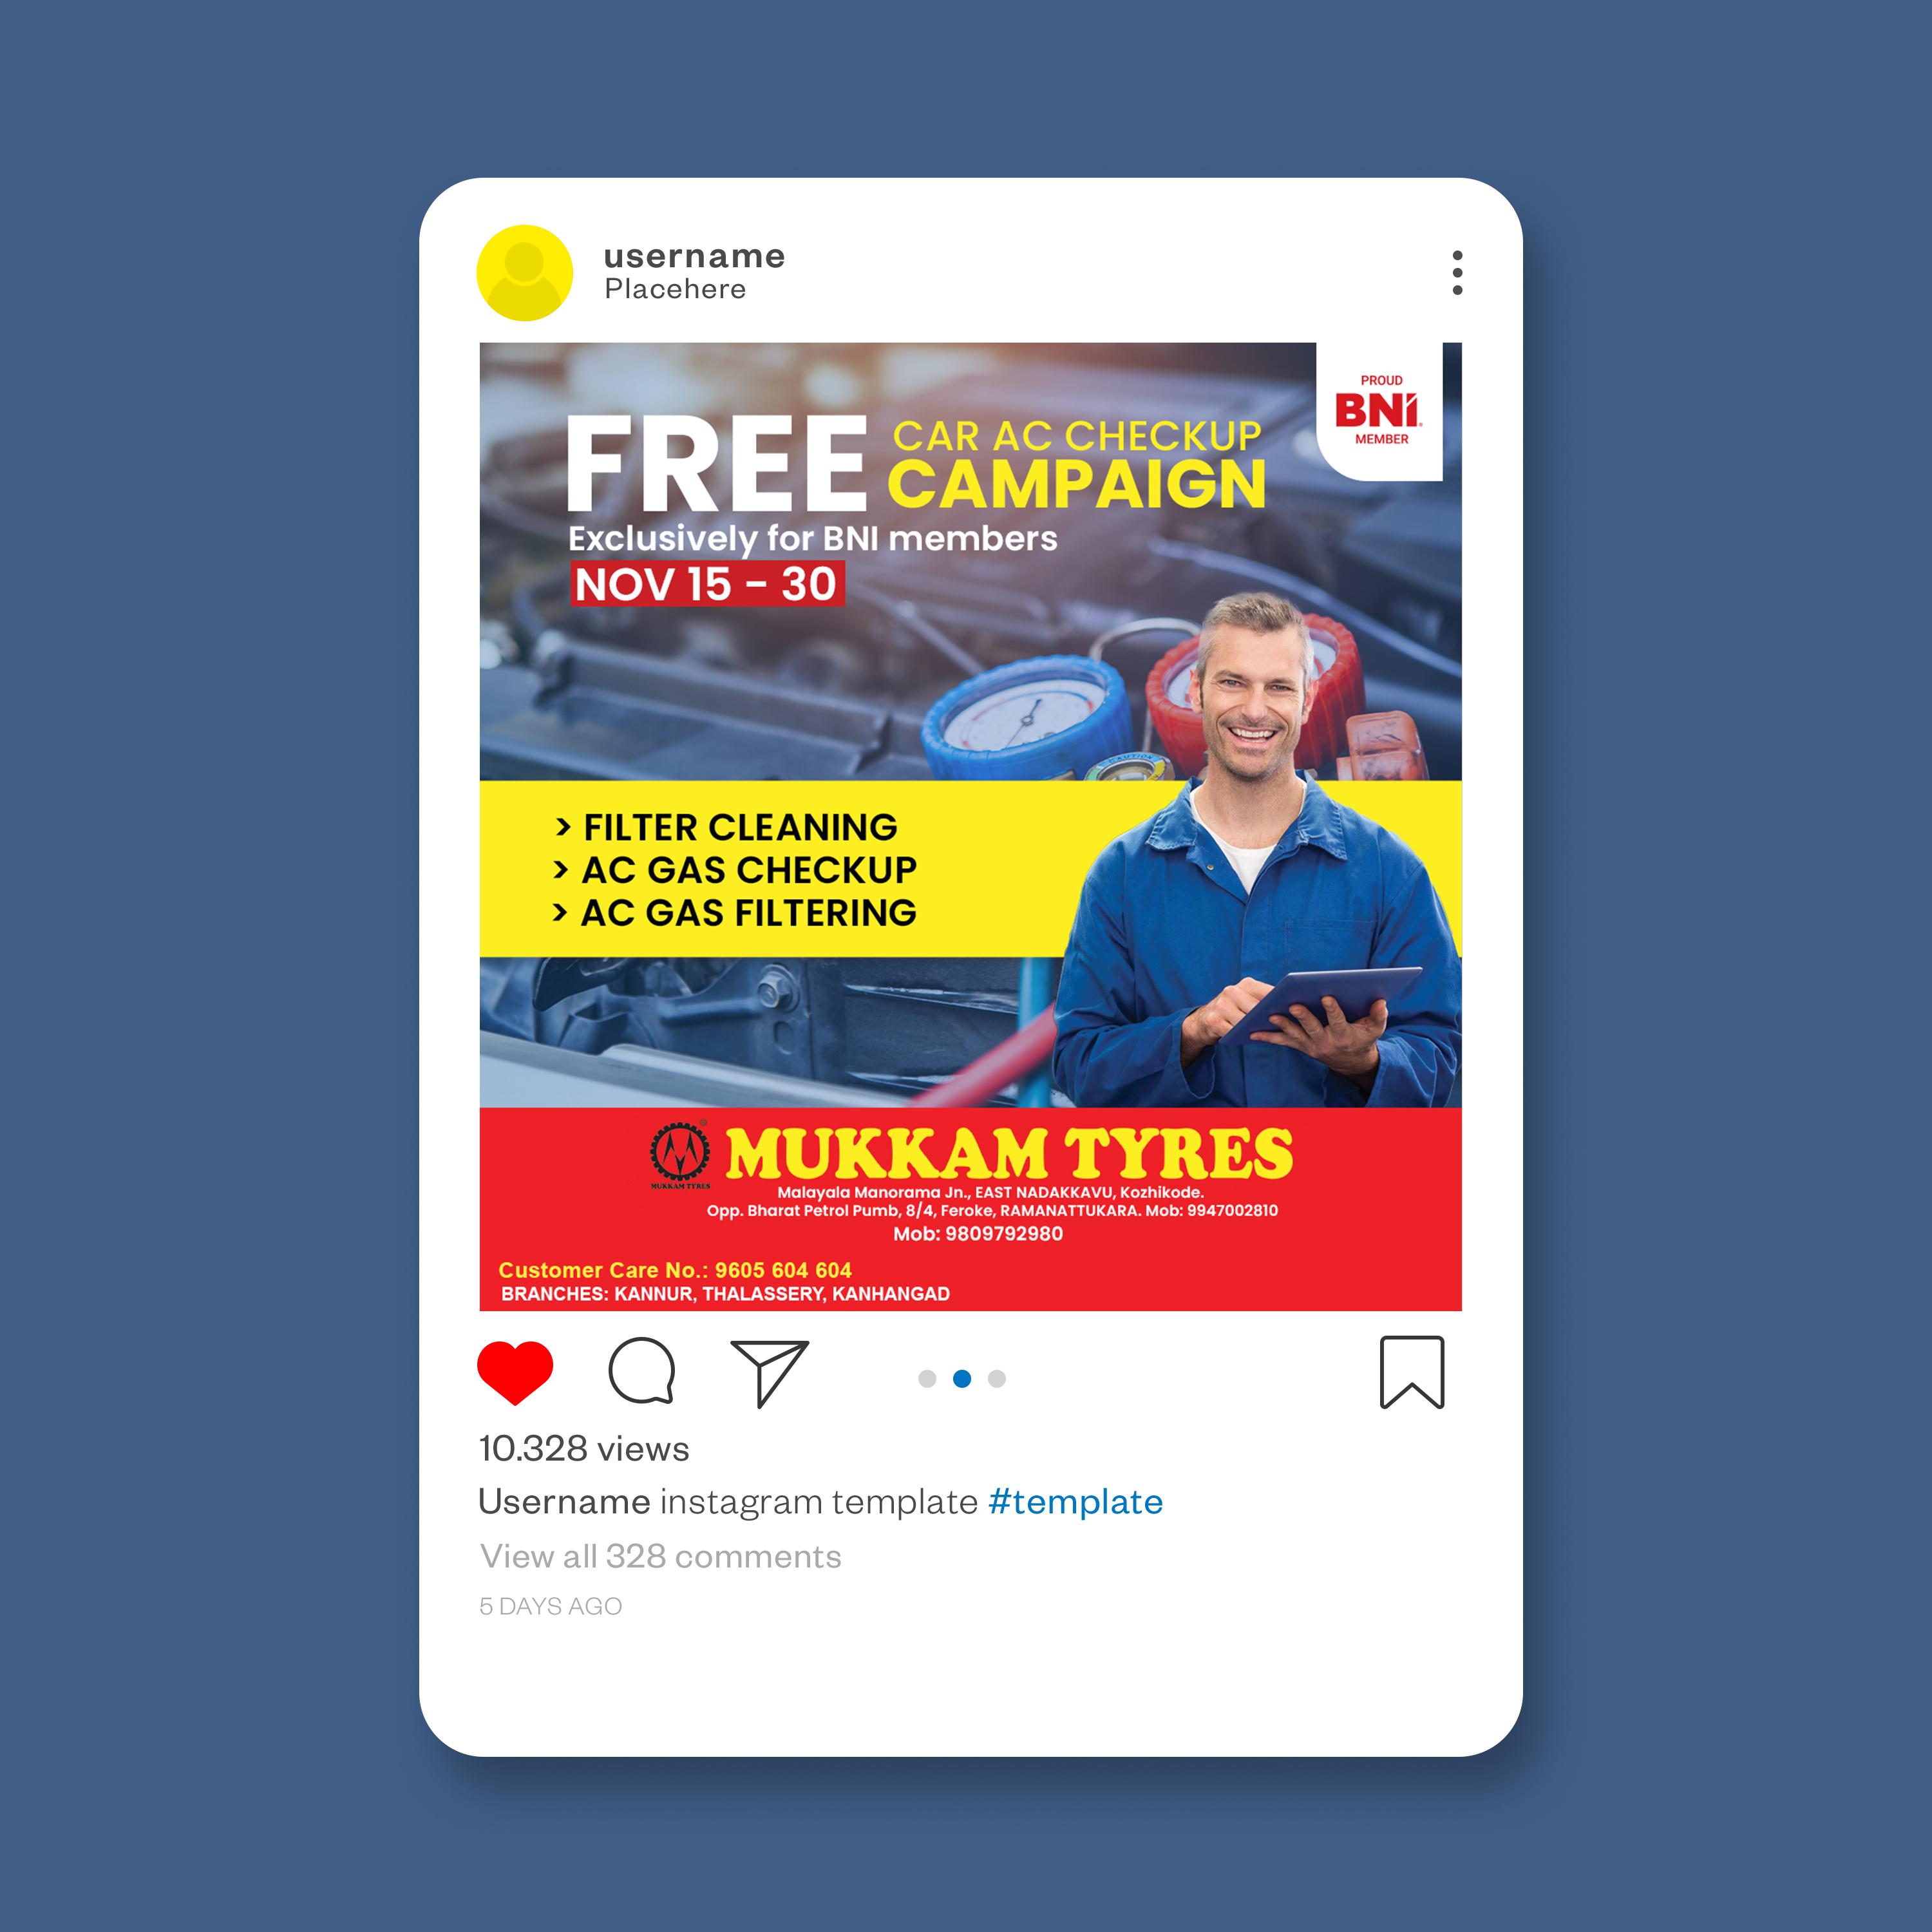 username
Placehere
PROUD
BNI
MEMBER
FREE CAR AC CHECKUP
CAMPAIGN
Exclusively for BNI members
NOV 15 - 30
> FILTER CLEANING
> AC GAS CHECKUP
> AC GAS FILTERING
MUKKAM TYRES
MUKKAM TYRES
Malayala Manorama Jn., EAST NADAKKAVU, Kozhikode.
Opp. Bharat Petrol Pumb, 8/4, Feroke, RAMANATTUKARA. Mob: 9947002810
Mob: 9809792980
Customer Care No.: 9605 604 604
BRANCHES: KANNUR, THALASSERY, KANHANGAD
10.328 views
Username instagram template #template
View all 328 comments
5 DAYS AGO